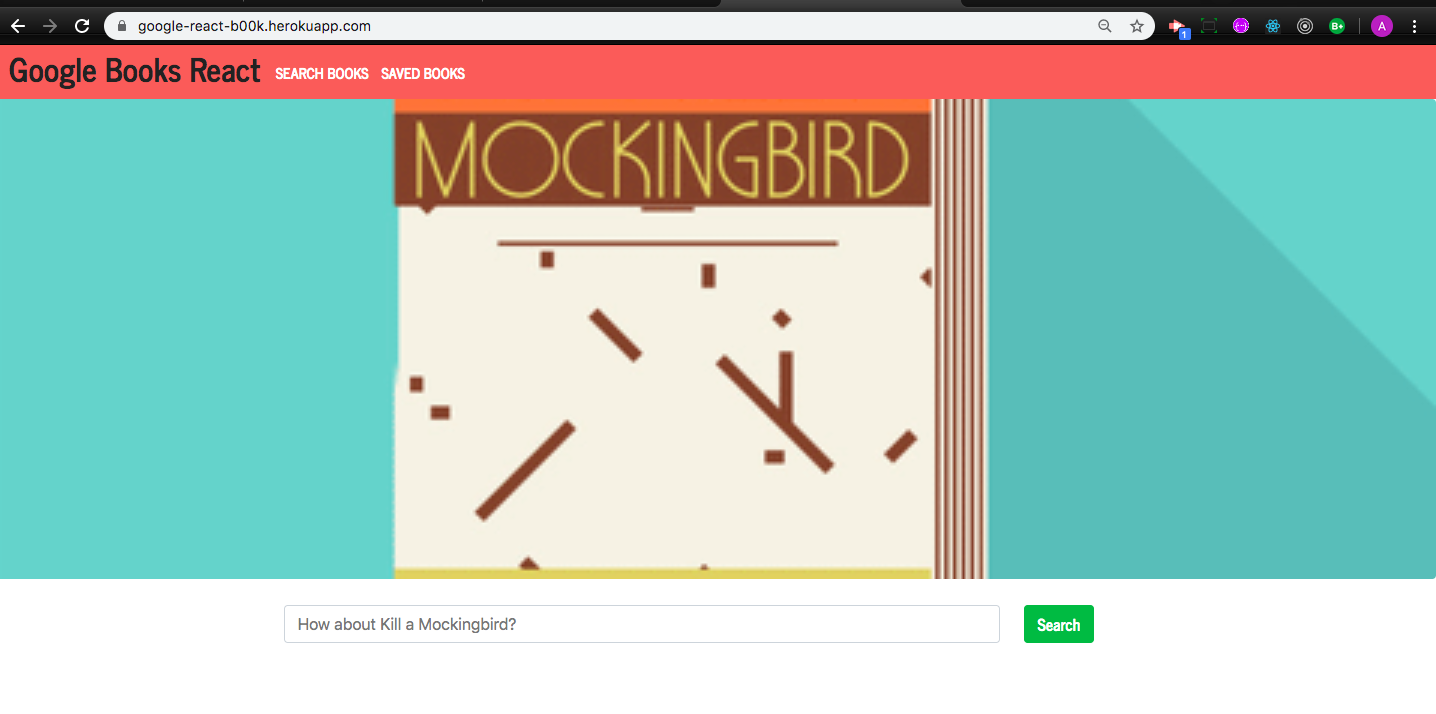 google-react-b00k.herokuapp.com
1
B+
A
Google Books React SEARCH BOOKS SAVED BOOKS
MOCKINGBIRD
How about Kill a Mockingbird?
Search